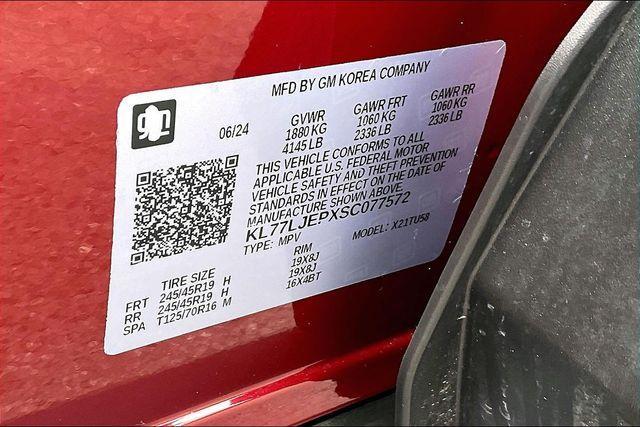 MFD BY GM KOREA COMPANY
gm
06/24
GVWR GAWR FRT GAWR RR
1880 KG 1060 KG 1060 KG
4145 LB 2336 LB 2336 LB
THIS VEHICLE CONFORMS TO ALL
APPLICABLE U.S. FEDERAL MOTOR
VEHICLE SAFETY AND THEFT PREVENTION
STANDARDS IN EFFECT ON THE DATE OF
MANUFACTURE SHOWN ABOVE.
KL77LJEPXSC077572
TYPE: MPV MODEL: X21TU58
TIRE SIZE RIM
FRT 245/45R19 H 19X8J
RR 245/45R19 H 19X8J
SPA T125/70R16 M 16X4BT